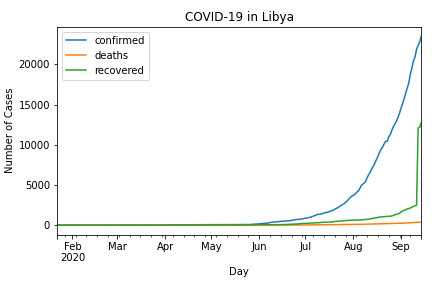 COVID-19 in Libya
confirmed
deaths
recovered
Number of Cases
20000
15000
10000
5000
0
Feb Mar Apr May Jun Jul Aug Sep
2020
Day